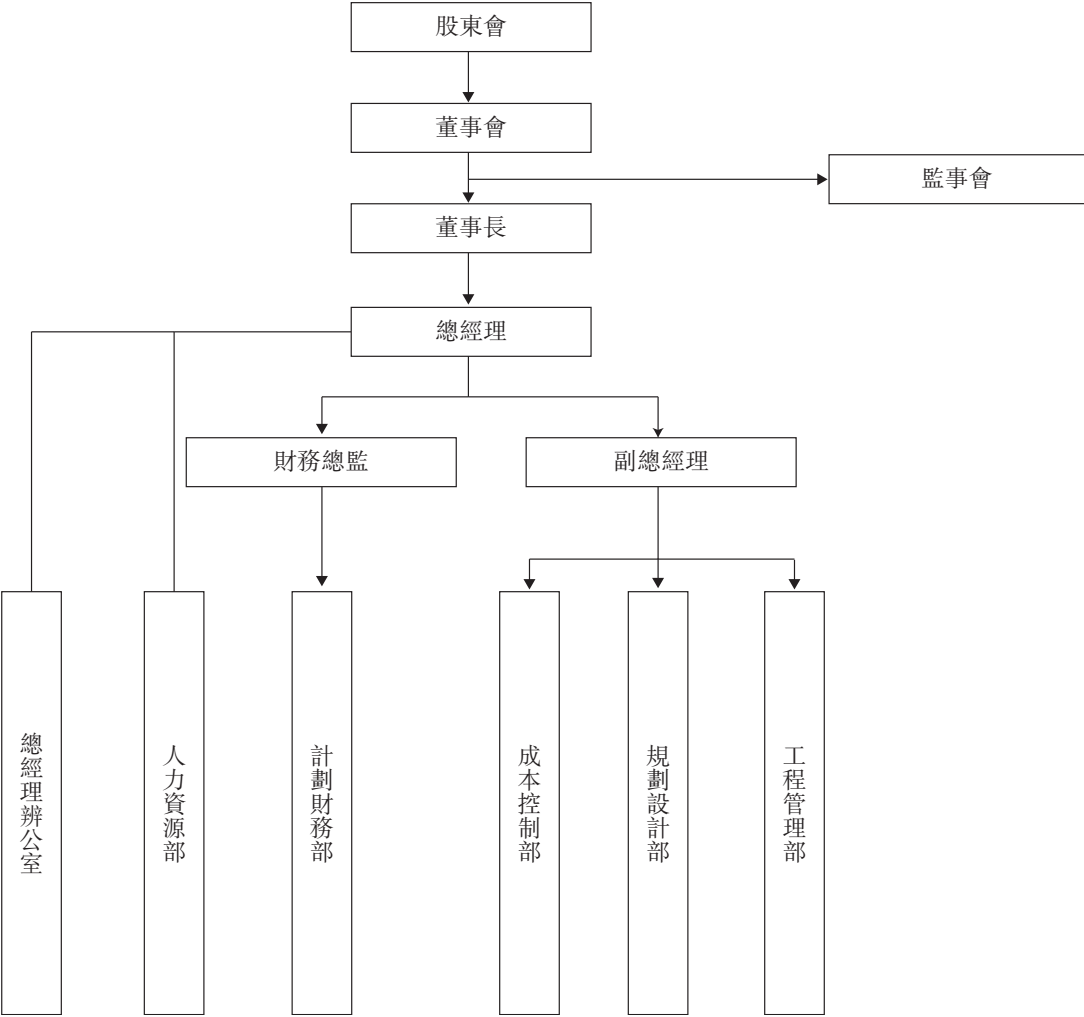 股東會
董事會
監事會
董事長
總經理
財務總監
副總經理
總經理辨公室
人力資源部
計劃財務部
成本控制部
規劃設計部
工程管理部